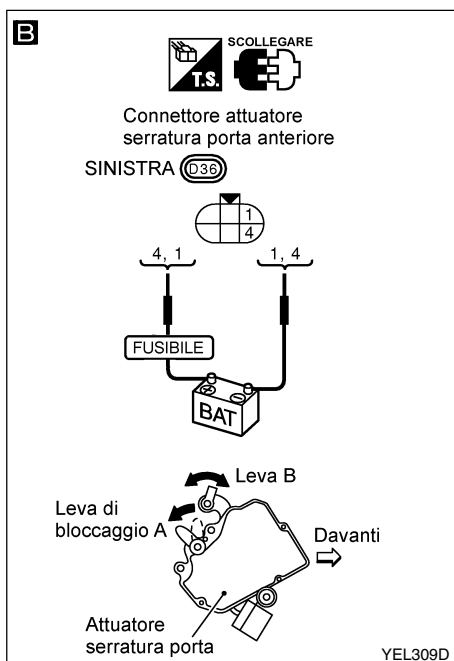 B
T.S.
SCOLLEGARE
Connettore attuatore
serratura porta anteriore
SINISTRA D36
1
4
4, 1
1, 4
FUSIBILE
+ −
BAT
Leva B
Leva di
bloccaggio A
Davanti
Attuatore
serratura porta
YEL309D